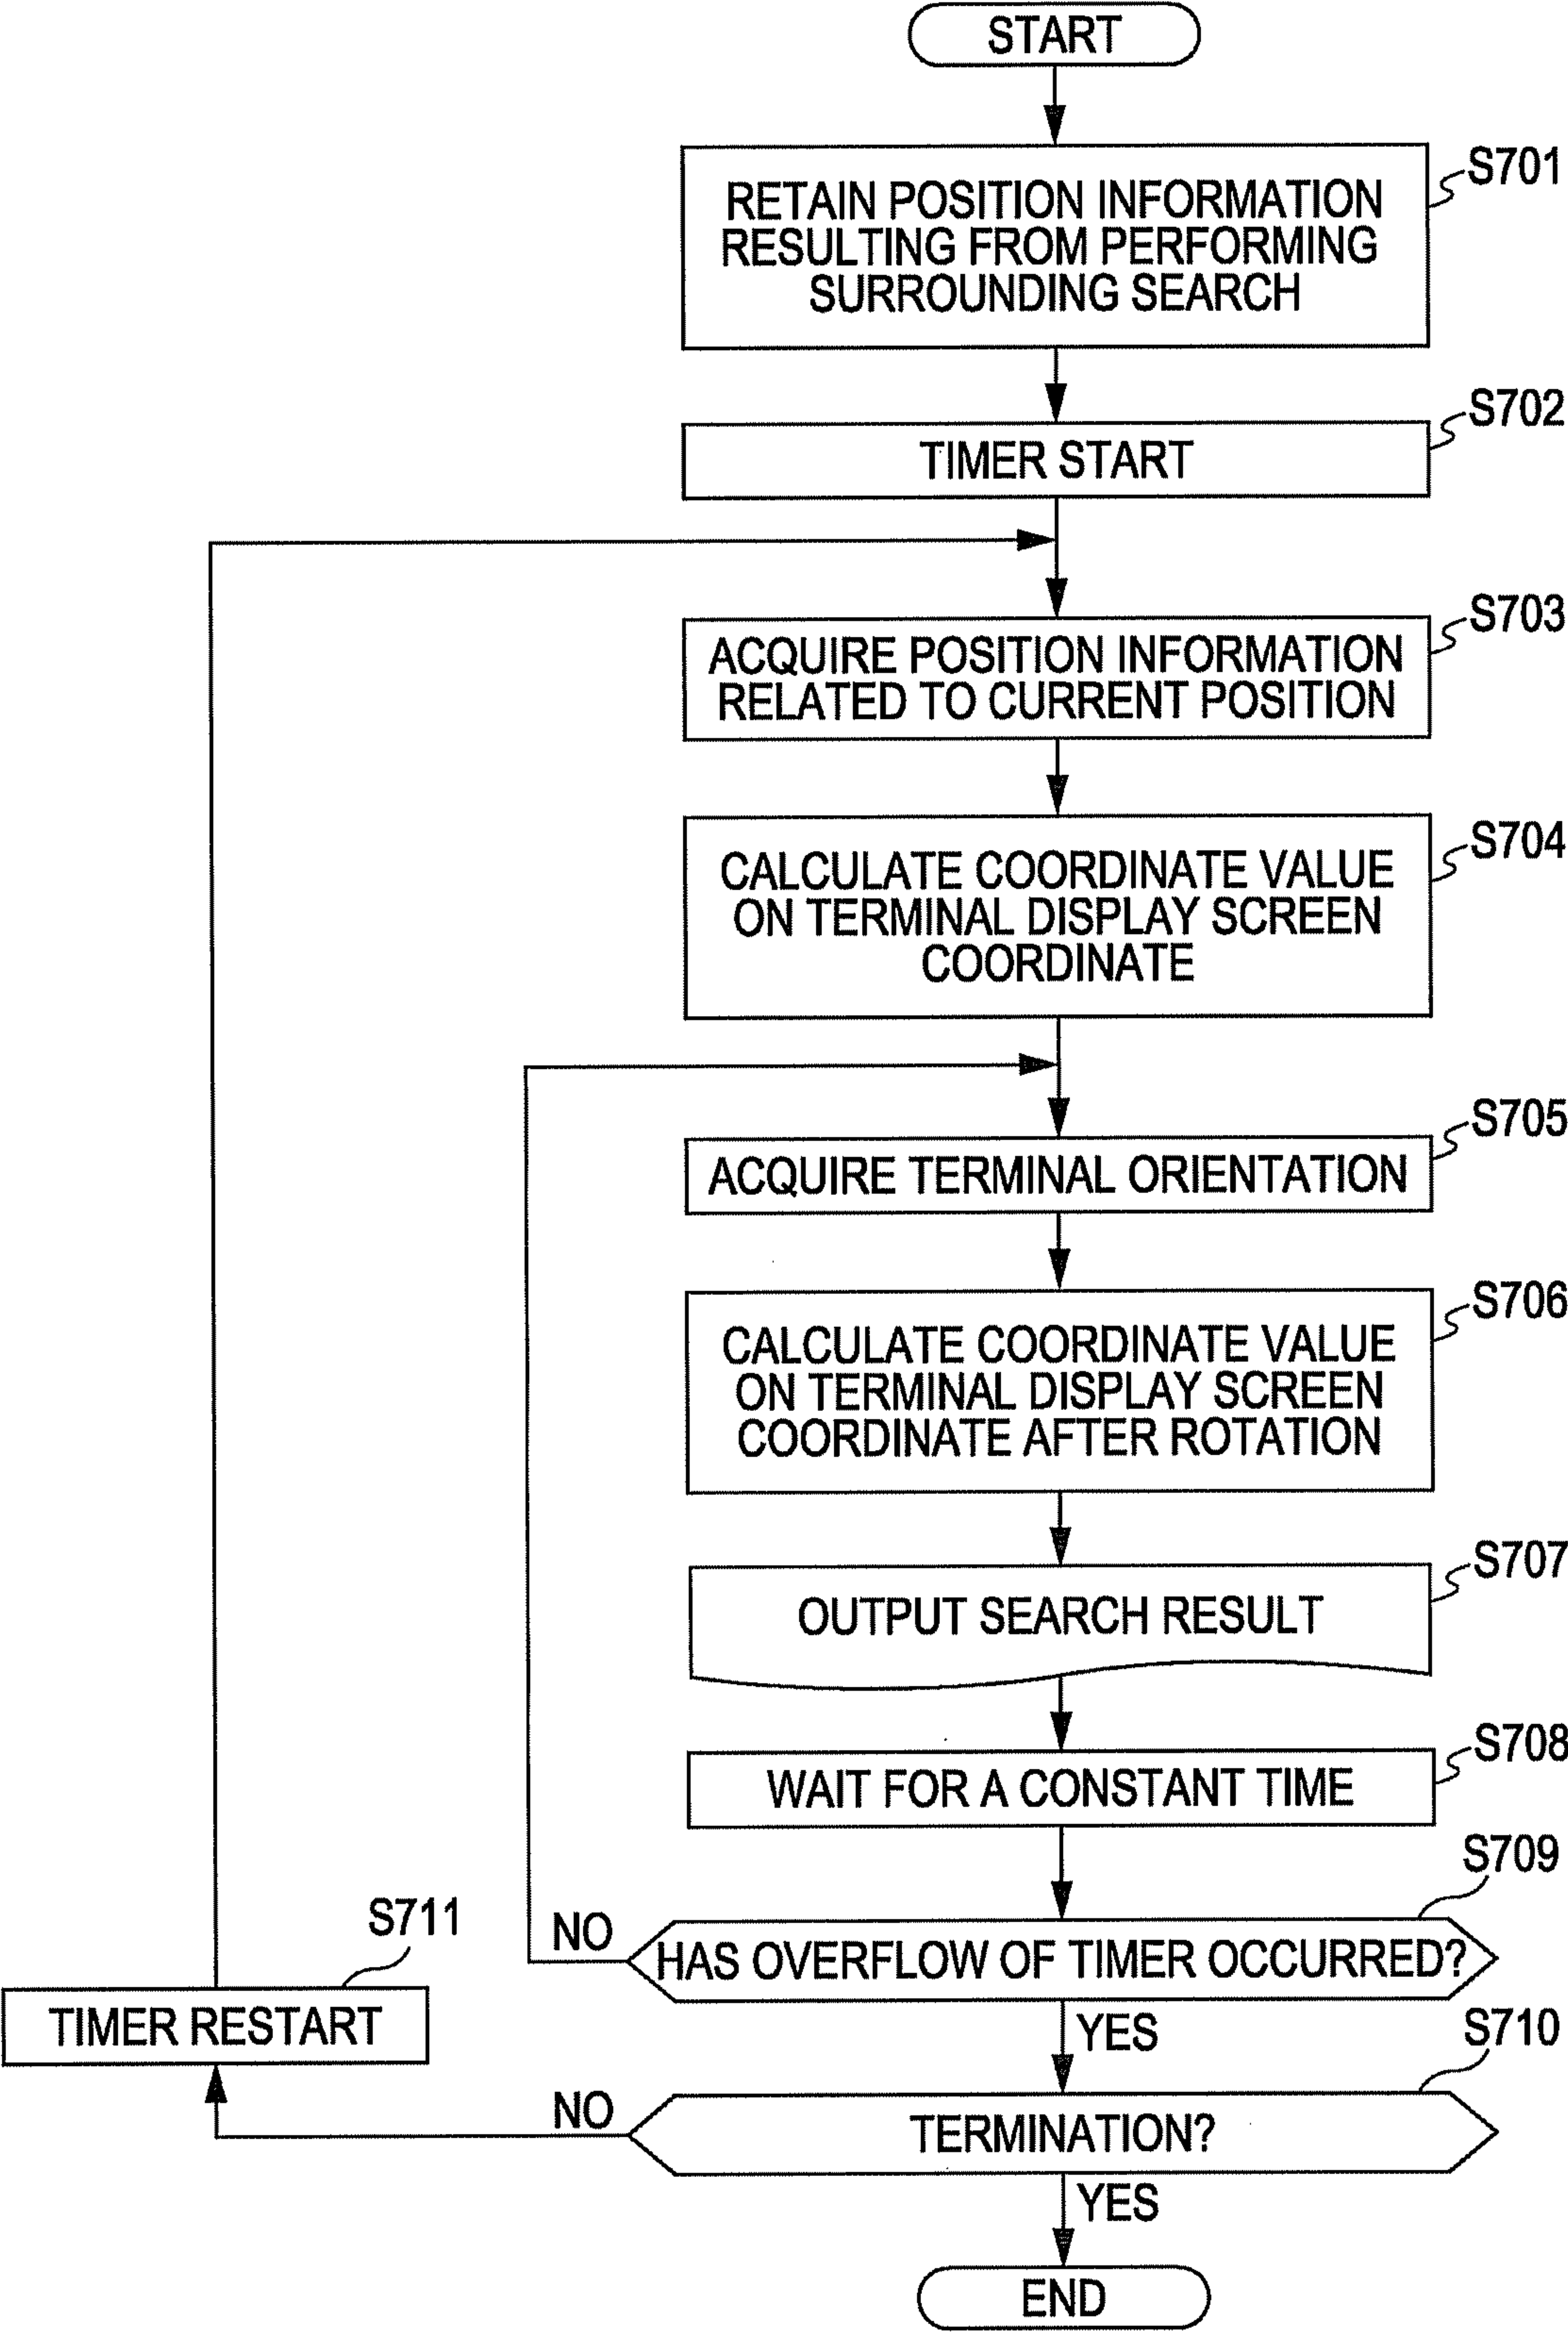 START
S701
RETAIN POSITION INFORMATION
RESULTING FROM PERFORMING
SURROUNDING SEARCH
S702
TIMER START
S703
ACQUIRE POSITION INFORMATION
RELATED TO CURRENT POSITION
S704
CALCULATE COORDINATE VALUE
ON TERMINAL DISPLAY SCREEN
COORDINATE
S705
ACQUIRE TERMINAL ORIENTATION
S706
CALCULATE COORDINATE VALUE
ON TERMINAL DISPLAY SCREEN
COORDINATE AFTER ROTATION
S707
OUTPUT SEARCH RESULT
S708
WAIT FOR A CONSTANT TIME
S709
NO
HAS OVERFLOW OF TIMER OCCURRED?
S711
TIMER RESTART
YES
S710
NO
TERMINATION?
YES
END